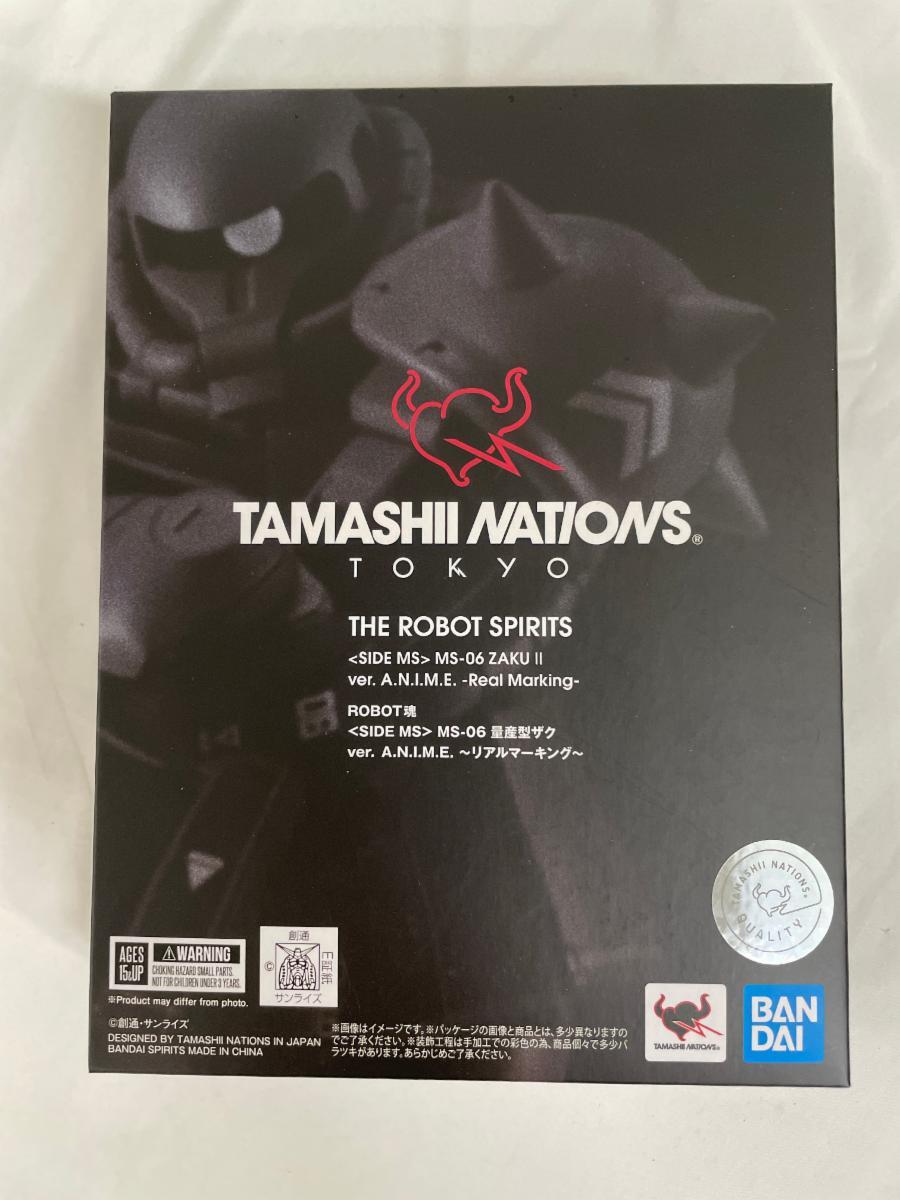 TAMASHII NATIONS®
TOKYO
THE ROBOT SPIRITS
<SIDE MS> MS-06 ZAKU II
ver. A.N.I.M.E. -Real Marking-
ROBOT魂
<SIDE MS> MS-06 量産型ザク
ver. A.N.I.M.E. ～リアルマーキング～
TAMASHII NATIONS®
QUALITY
AGES
15&UP
⚠WARNING
CHOKING HAZARD SMALL PARTS.
NOT FOR CHILDREN UNDER 3 YEARS.
※Product may differ from photo.
創通
©
サンライズ
証紙
©創通・サンライズ
DESIGNED BY TAMASHII NATIONS IN JAPAN
BANDAI SPIRITS MADE IN CHINA
※画像はイメージです。※パッケージの画像と商品とは、多少異なりますの
でご了承ください。※装飾工程は手加工での彩色の為、商品個々で多少バ
ラツキがあります。あらかじめご了承ください。
TAMASHII NATIONS®
BAN
DAI